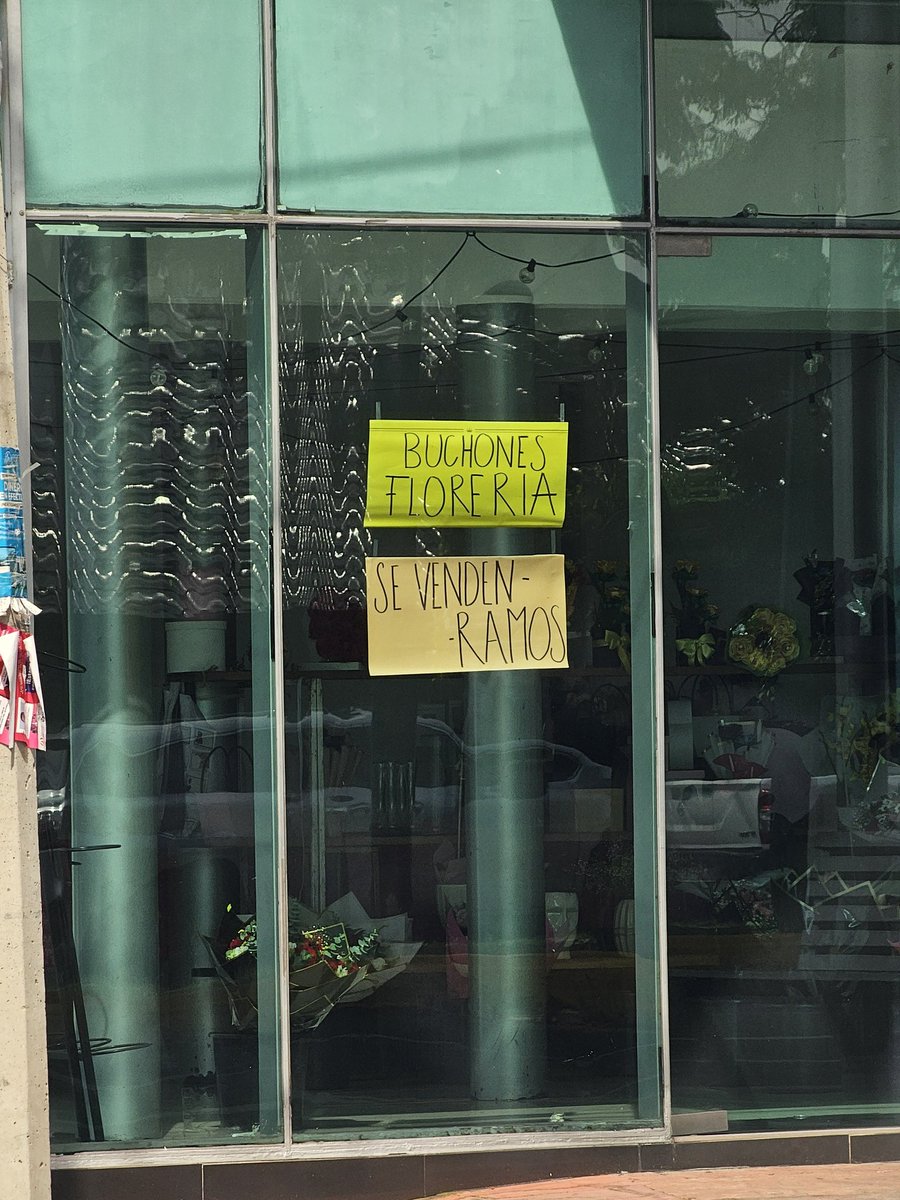 BUCHONES
FLORERIA
SE VENDEN-
-RAMOS